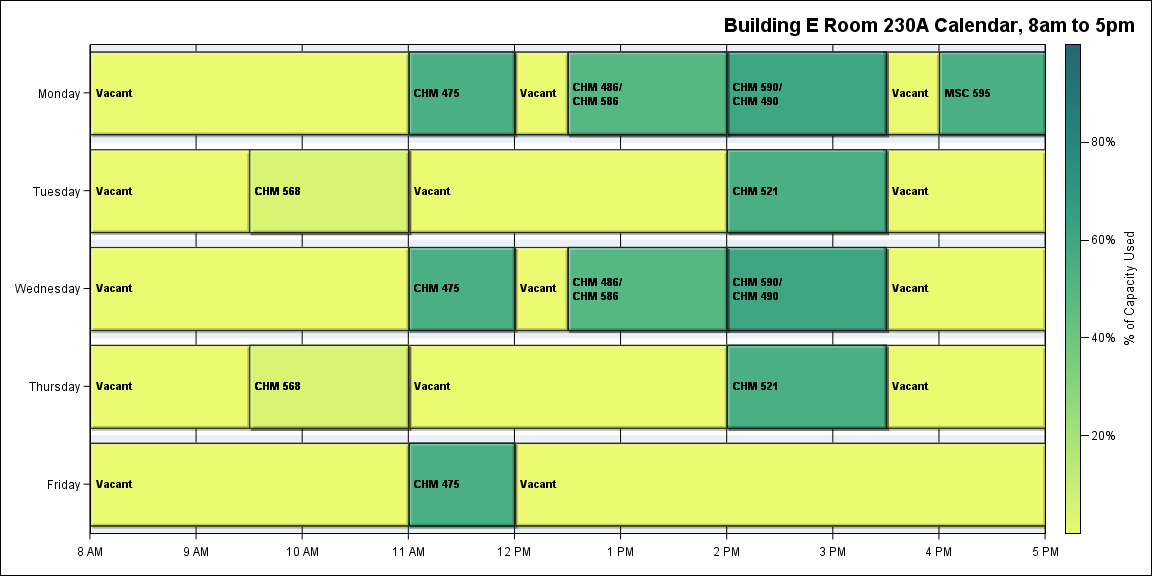 Building E Room 230A Calendar, 8am to 5pm
Monday
Vacant
CHM 475
Vacant
CHM 486/
CHM 586
CHM 590/
CHM 490
Vacant
MSC 595
Tuesday
Vacant
CHM 568
Vacant
CHM 521
Vacant
Wednesday
Vacant
CHM 475
Vacant
CHM 486/
CHM 586
CHM 590/
CHM 490
Vacant
Thursday
Vacant
CHM 568
Vacant
CHM 521
Vacant
Friday
Vacant
CHM 475
Vacant
8 AM
9 AM
10 AM
11 AM
12 PM
1 PM
2 PM
3 PM
4 PM
5 PM
80%
60%
40%
20%
% of Capacity Used